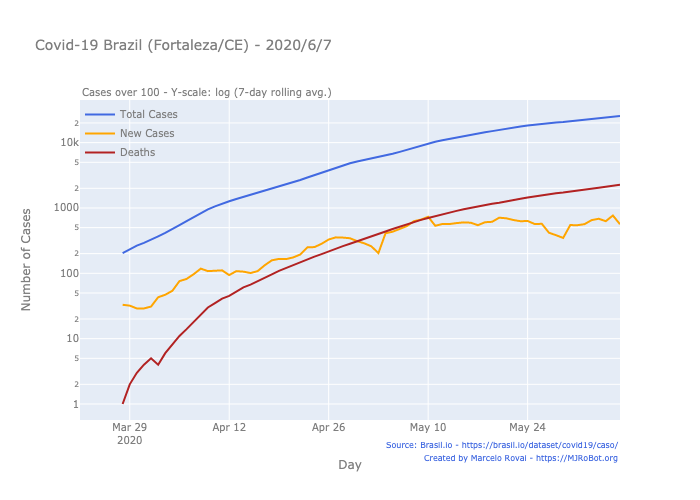 Covid-19 Brazil (Fortaleza/CE) - 2020/6/7
Cases over 100 - Y-scale: log (7-day rolling avg.)
Total Cases
New Cases
Deaths
2
10k
5
2
1000
5
2
100
5
2
10
5
2
1
Number of Cases
Mar 29
2020
Apr 12
Apr 26
May 10
May 24
Day
Source: Brasil.io - https://brasil.io/dataset/covid19/caso/
Created by Marcelo Rovai - https://MJRoBot.org